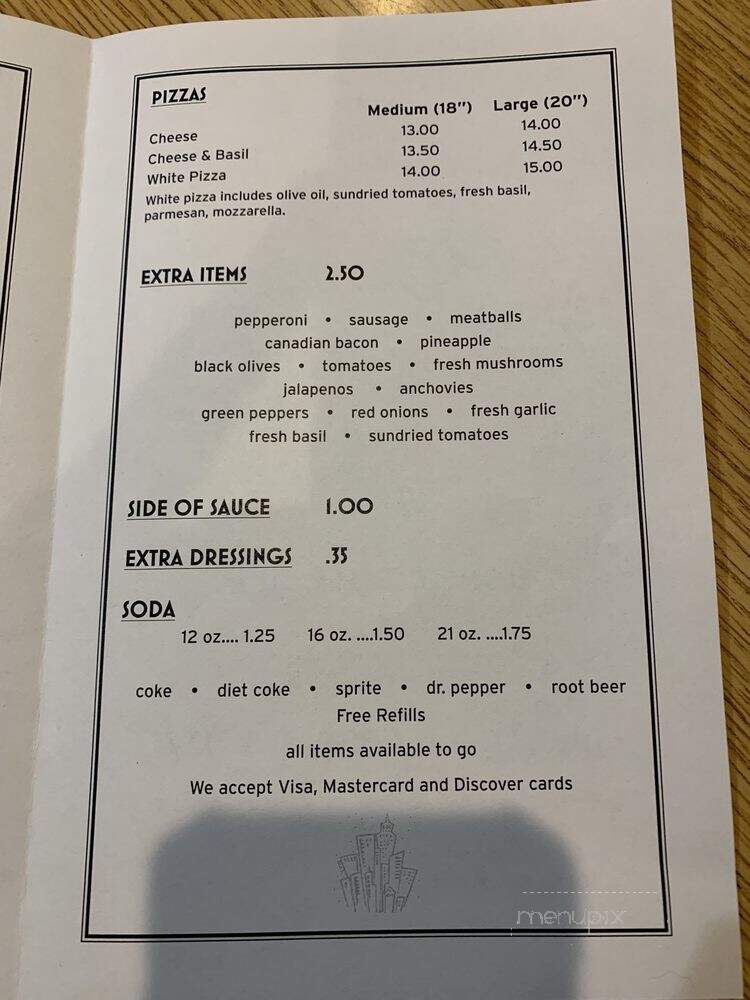 PIZZAS
Medium (18") Large (20")
Cheese 13.00 14.00
Cheese & Basil 13.50 14.50
White Pizza 14.00 15.00
White pizza includes olive oil, sundried tomatoes, fresh basil,
parmesan, mozzarella.
EXTRA ITEMS 2.50
pepperoni • sausage • meatballs
canadian bacon • pineapple
black olives • tomatoes • fresh mushrooms
jalapenos • anchovies
green peppers • red onions • fresh garlic
fresh basil • sundried tomatoes
SIDE OF SAUCE 1.00
EXTRA DRESSINGS .35
SODA
12 oz.... 1.25 16 oz. ....1.50 21 oz. ....1.75
coke • diet coke • sprite • dr. pepper • root beer
Free Refills
all items available to go
We accept Visa, Mastercard and Discover cards
menupix